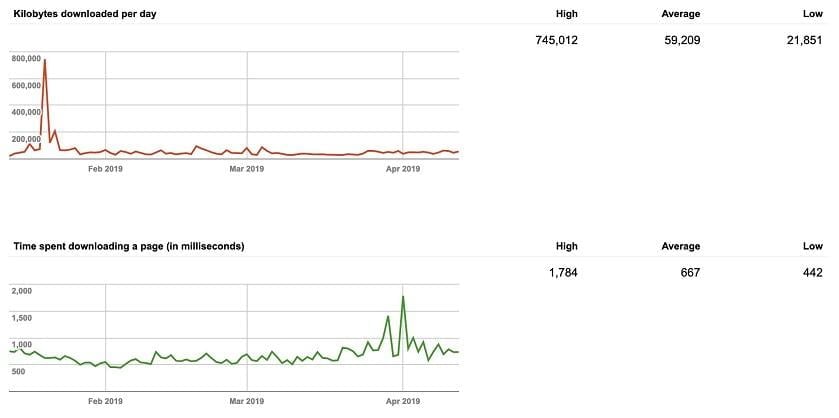 Kilobytes downloaded per day High Average Low
745,012 59,209 21,851
800,000
600,000
400,000
200,000
Feb 2019 Mar 2019 Apr 2019
Time spent downloading a page (in milliseconds) High Average Low
1,784 667 442
2,000
1,500
1,000
500
Feb 2019 Mar 2019 Apr 2019